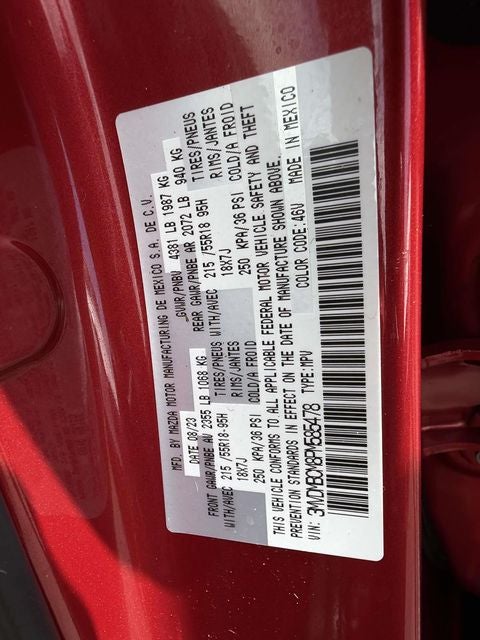 MFD. BY MAZDA MOTOR MANUFACTURING DE MEXICO S.A. DE C.V.
DATE: 08/23 GVWR/PNBV 4381 LB 1987 KG
FRONT GAWR/PNBE AV 2355 LB 1068 KG REAR GAWR/PNBE AR 2072 LB 940 KG
WITH/AVEC 215 /55R18-95H TIRES/PNEUS WITH/AVEC 215 /55R18 95H TIRES/PNEUS
18X7J RIMS/JANTES 18X7J RIMS/JANTES
250 KPA/36 PSI COLD/A FROID 250 KPA/36 PSI COLD/A FROID
THIS VEHICLE CONFORMS TO ALL APPLICABLE FEDERAL MOTOR VEHICLE SAFETY AND THEFT
PREVENTION STANDARDS IN EFFECT ON THE DATE OF MANUFACTURE SHOWN ABOVE.
VIN: TYPE:MPV COLOR CODE:46V MADE IN MEXICO